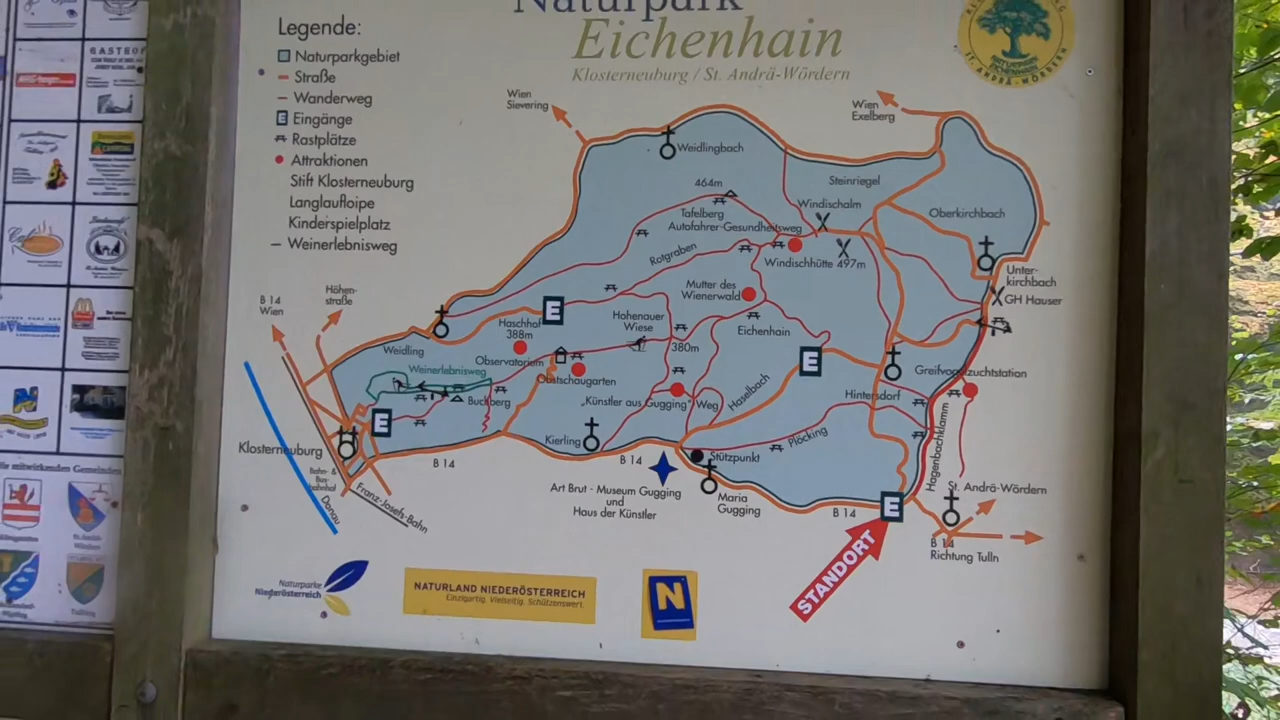 Naturpark
Eichenhain
Klosterneuburg / St. Andrä-Wördern
Legende:
Naturparkgebiet
Straße
Wanderweg
E Eingänge
Rastplätze
Attraktionen
Stift Klosterneuburg
Langlaufloipe
Kinderspielplatz
Weinerlebnisweg
Wien
Sievering
Wien
Exelberg
Weidlingbach
Steinriegel
464m
Tafelberg
Windischalm
Autofahrer-Gesundheitsweg
Oberkirchbach
Rotgraben
Windischhütte 497m
Unter-
kirchbach
GH Hauser
Mutter des
Wienerwald
B 14
Wien
Höhen-
straße
E
Haschhof
388m
Hohenauer
Wiese
Eichenhain
380m
Weidling
Observatorium
Weinerlebnisweg
Obstschaugarten
E
Greifvogelzuchtstation
Buchberg
„Künstler aus Gugging" Weg
Haselbach
Hintersdorf
E
Kierling
Plöcking
Hagenbachklamm
Klosterneuburg
B 14
B 14
Stützpunkt
Bahn- &
Bus-
bahnhof
Donau
Franz-Josefs-Bahn
Art Brut - Museum Gugging
und
Haus der Künstler
Maria
Gugging
B 14
E
St. Andrä-Wördern
B 14
Richtung Tulln
STANDORT
Naturparke
Niederösterreich
NATURLAND NIEDERÖSTERREICH
Einzigartig. Vielseitig. Schützenswert.
N
GASTHOF